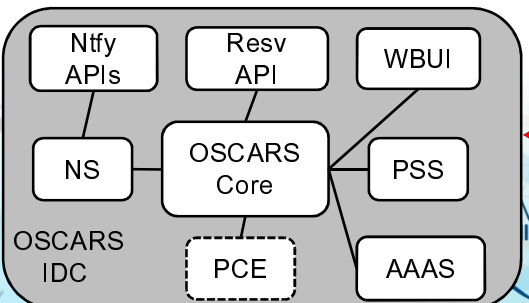 Ntfy
APIs
Resv
API
WBUI
NS
OSCARS
Core
PSS
OSCARS
IDC
PCE
AAAS